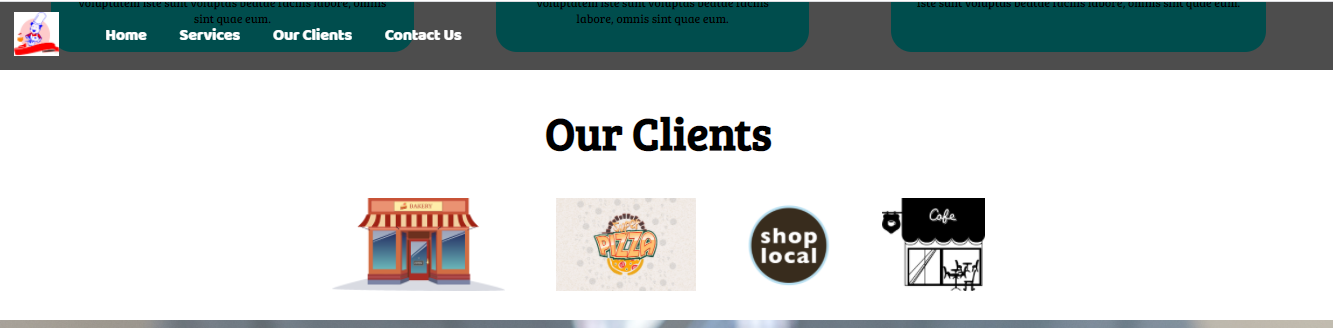 voluptatem iste sunt voluptas beatae facilis labore, omnis
sint quae eum.
voluptatem iste sunt voluptas beatae facilis
labore, omnis sint quae eum.
iste sunt voluptas beatae facilis labore, omnis sint quae eum.
Home Services Our Clients Contact Us
Our Clients
BAKERY
PIZZA
shop
local
Cafe